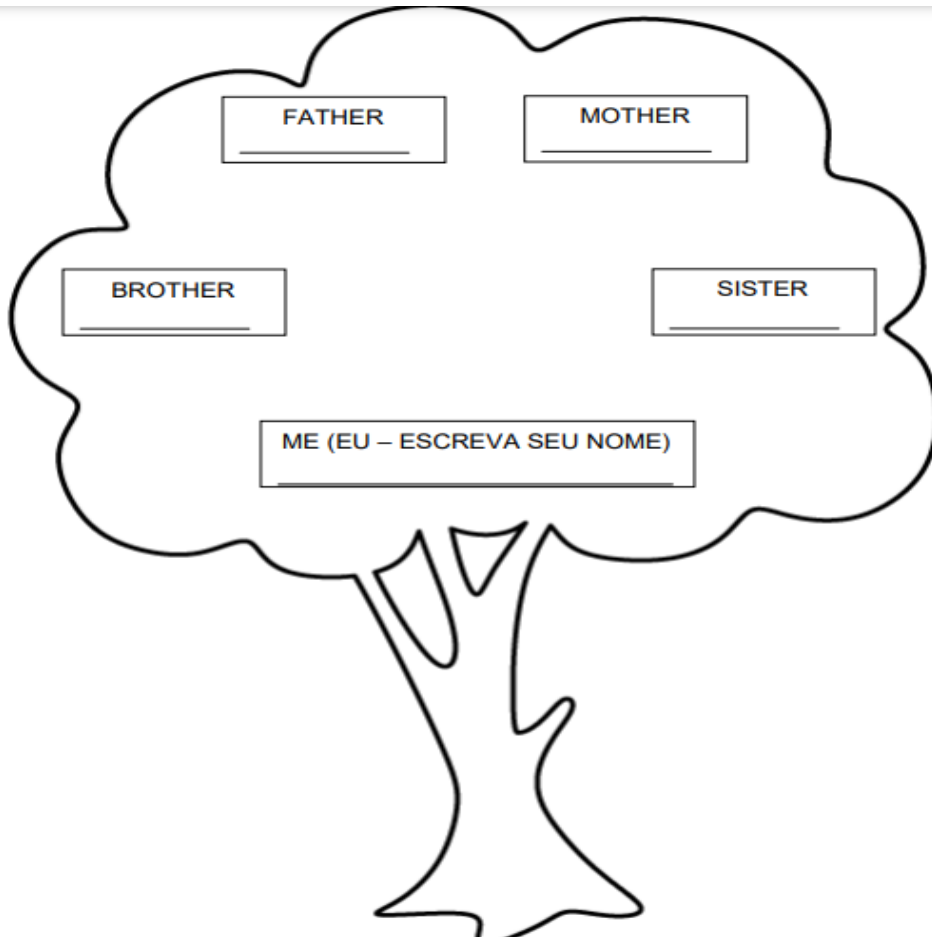 FATHER
MOTHER
BROTHER
SISTER
ME (EU – ESCREVA SEU NOME)